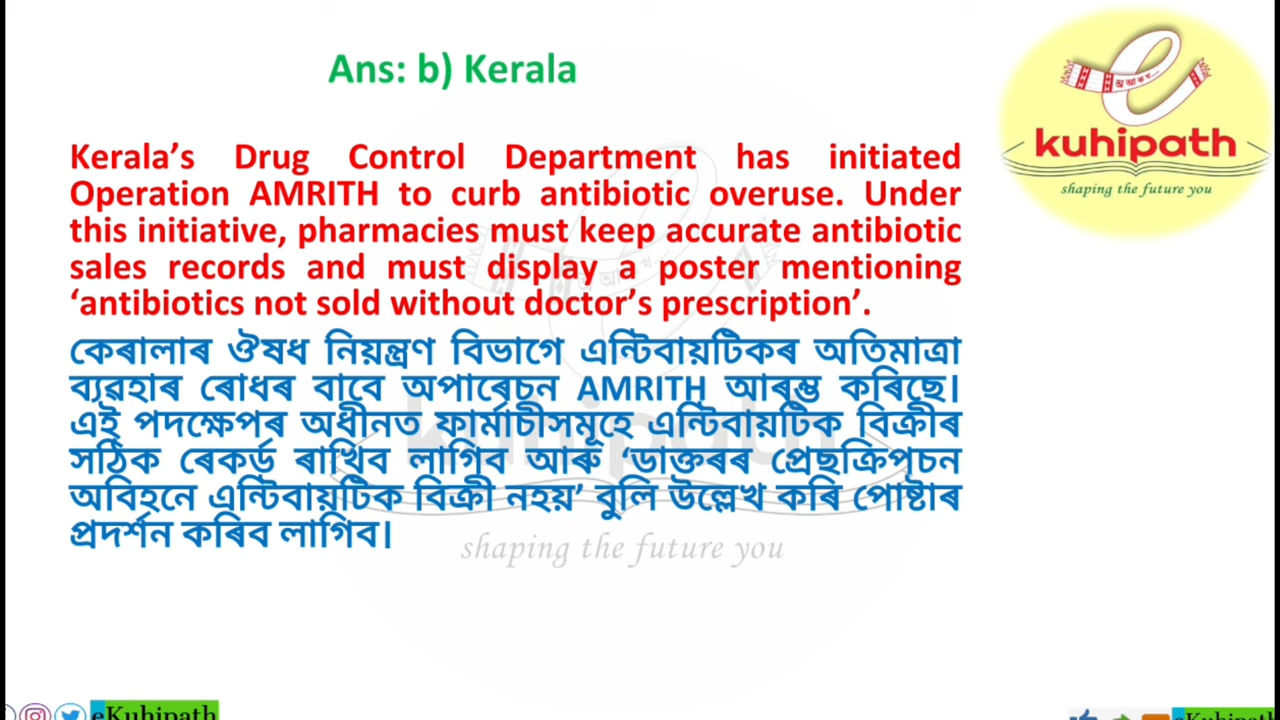 Ans: b) Kerala
kuhipath
shaping the future you
Kerala’s Drug Control Department has initiated
Operation AMRITH to curb antibiotic overuse. Under
this initiative, pharmacies must keep accurate antibiotic
sales records and must display a poster mentioning
‘antibiotics not sold without doctor’s prescription’.
কেৰালাৰ ঔষধ নিয়ন্ত্ৰণ বিভাগে এন্টিবায়টিকৰ অতিমাত্ৰা
ব্যৱহাৰ ৰোধৰ বাবে অপাৰেচন AMRITH আৰম্ভ কৰিছে।
এই পদক্ষেপৰ অধীনত ফাৰ্মাচীসমূহে এন্টিবায়টিক বিক্ৰীৰ
সঠিক ৰেকৰ্ড ৰাখিব লাগিব আৰু ‘ডাক্তৰৰ প্ৰেছক্ৰিপচন
অবিহনে এন্টিবায়টিক বিক্ৰী নহয়’ বুলি উল্লেখ কৰি পোষ্টাৰ
প্ৰদৰ্শন কৰিব লাগিব।
kuhipath
shaping the future you
eKuhipath
eKuhipath